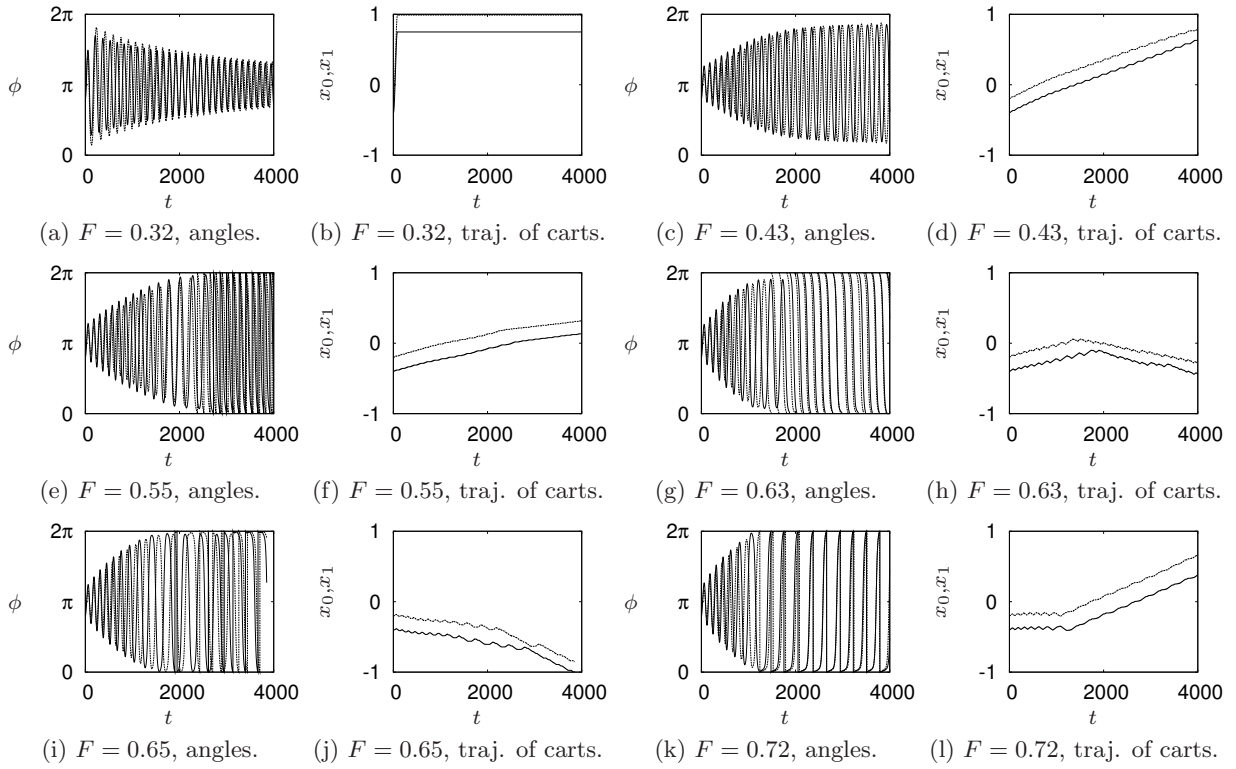 2π
π
0
ϕ
0 2000 4000
t
(a) F = 0.32, angles.
1
0
-1
x0,x1
0 2000 4000
t
(b) F = 0.32, traj. of carts.
2π
π
0
ϕ
0 2000 4000
t
(c) F = 0.43, angles.
1
0
-1
x0,x1
0 2000 4000
t
(d) F = 0.43, traj. of carts.
2π
π
0
ϕ
0 2000 4000
t
(e) F = 0.55, angles.
1
0
-1
x0,x1
0 2000 4000
t
(f) F = 0.55, traj. of carts.
2π
π
0
ϕ
0 2000 4000
t
(g) F = 0.63, angles.
1
0
-1
x0,x1
0 2000 4000
t
(h) F = 0.63, traj. of carts.
2π
π
0
ϕ
0 2000 4000
t
(i) F = 0.65, angles.
1
0
-1
x0,x1
0 2000 4000
t
(j) F = 0.65, traj. of carts.
2π
π
0
ϕ
0 2000 4000
t
(k) F = 0.72, angles.
1
0
-1
x0,x1
0 2000 4000
t
(l) F = 0.72, traj. of carts.